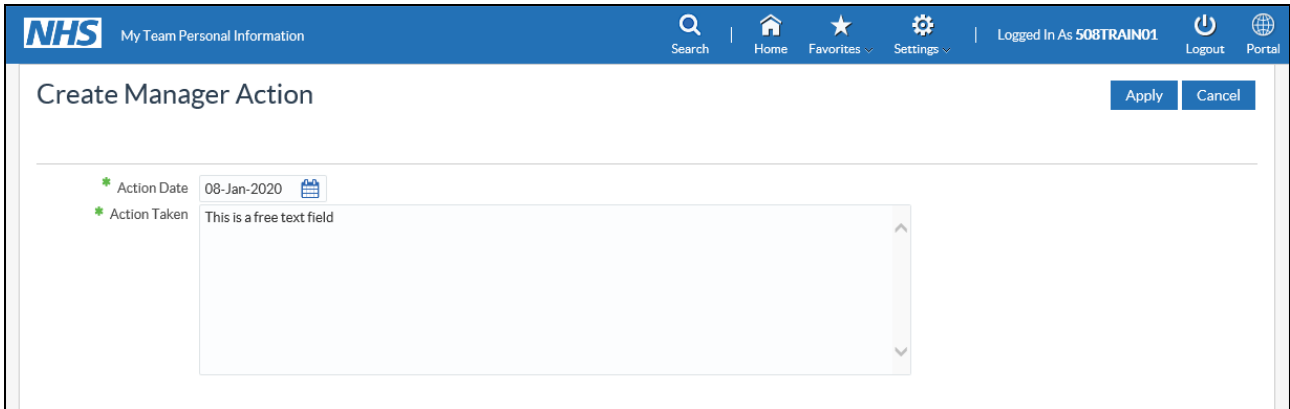 NHS My Team Personal Information Search Home Favorites Settings Logged In As 508TRAIN01 Logout Portal
Create Manager Action Apply Cancel
* Action Date 08-Jan-2020
* Action Taken This is a free text field